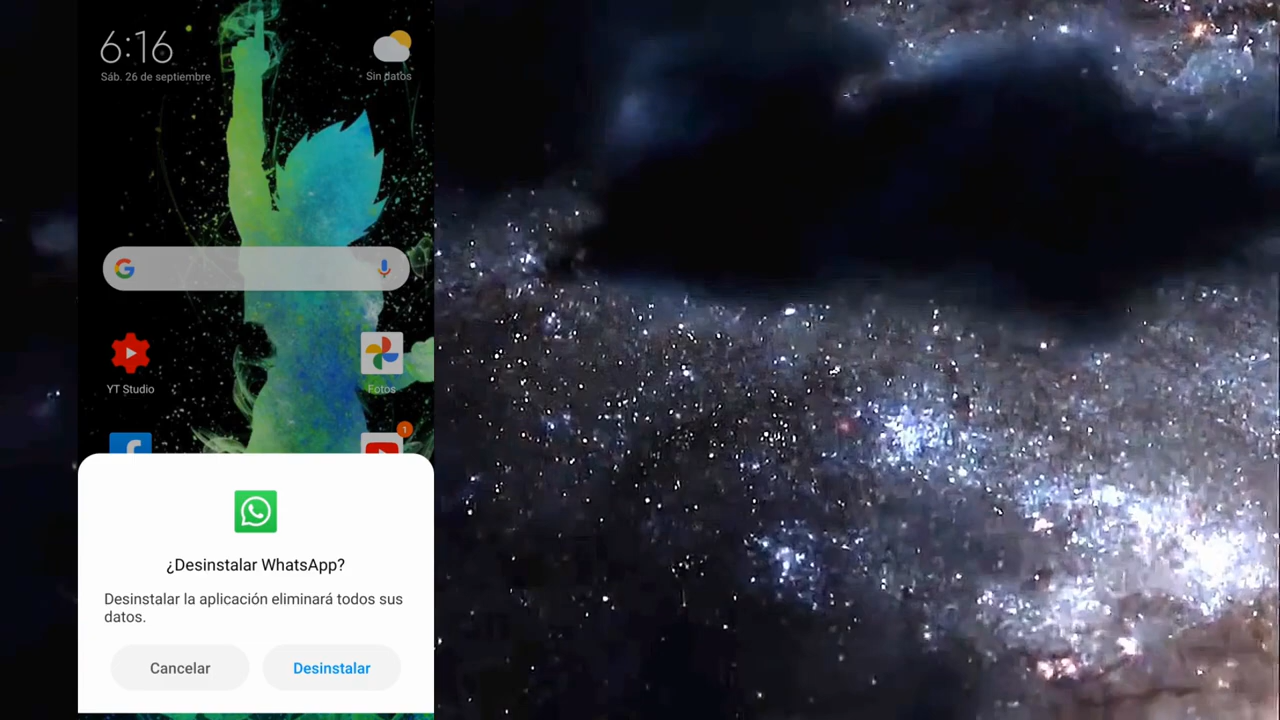 6:16
Sáb. 26 de septiembre
Sin datos
YT Studio
Fotos
1
¿Desinstalar WhatsApp?
Desinstalar la aplicación eliminará todos sus
datos.
Cancelar
Desinstalar